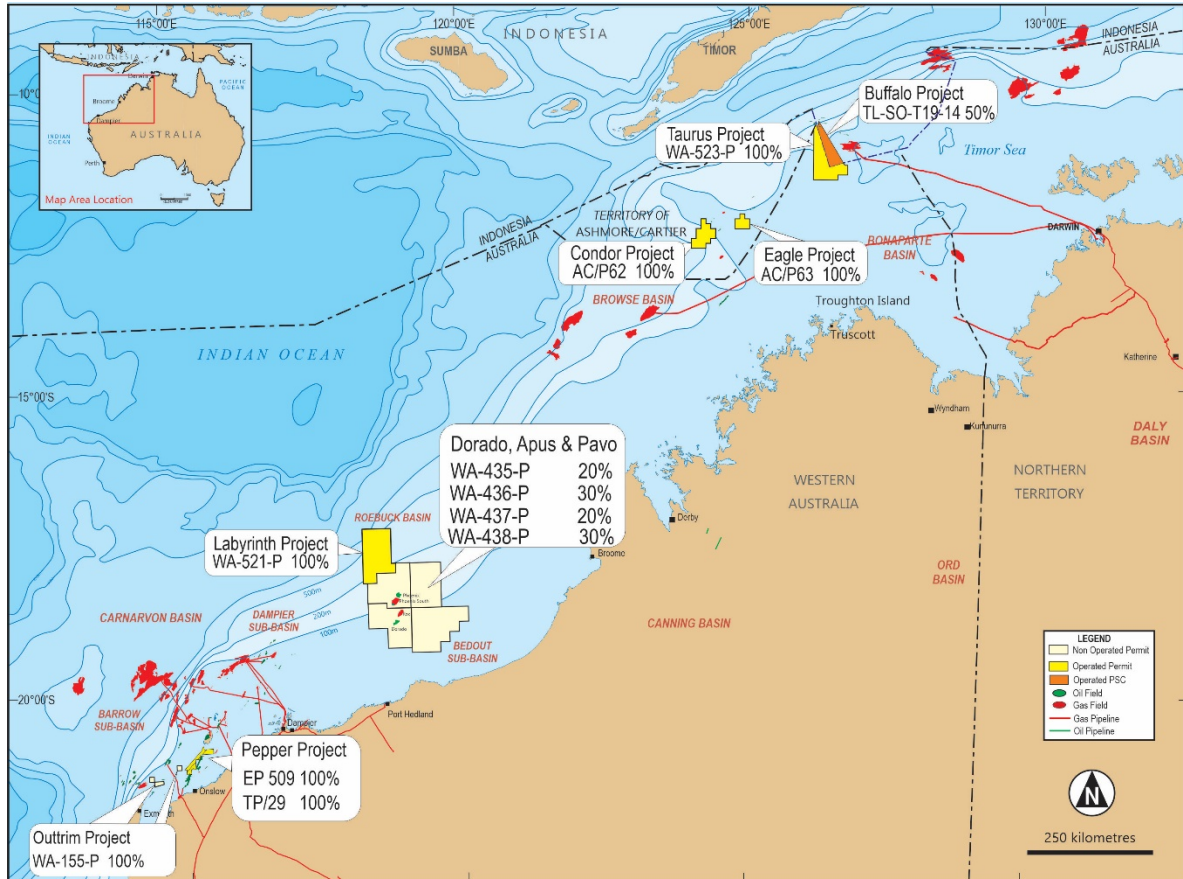 115°00'E
120°00'E
125°00'E
130°00'E
INDONESIA
SUMBA
TIMOR
INDONESIA
AUSTRALIA
INDONESIA
Darwin
PACIFIC
OCEAN
Broome
Dampier
INDIAN
OCEAN
AUSTRALIA
Perth
Map Area Location
10°00'S
Buffalo Project
TL-SO-T19-14 50%
Taurus Project
WA-523-P 100%
Timor Sea
TERRITORY OF
ASHMORE/CARTIER
INDONESIA
AUSTRALIA
Condor Project
AC/P62 100%
Eagle Project
AC/P63 100%
BONAPARTE
BASIN
DARWIN
BROWSE BASIN
Troughton Island
Truscott
INDIAN OCEAN
Katherine
15°00'S
Wyndham
Kununurra
DALY
BASIN
Dorado, Apus & Pavo
WA-435-P 20%
WA-436-P 30%
WA-437-P 20%
WA-438-P 30%
WESTERN
AUSTRALIA
NORTHERN
TERRITORY
ROEBUCK BASIN
Derby
Labyrinth Project
WA-521-P 100%
Broome
ORD
BASIN
500m
200m
100m
Phoenix
Phoenix South
Roc
Dorado
CARNARVON BASIN
DAMPIER
SUB-BASIN
CANNING BASIN
BEDOUT
SUB-BASIN
20°00'S
BARROW
SUB-BASIN
Port Hedland
Dampier
Pepper Project
EP 509 100%
TP/29 100%
Onslow
Exmouth
Outtrim Project
WA-155-P 100%
LEGEND
Non Operated Permit
Operated Permit
Operated PSC
Oil Field
Gas Field
Gas Pipeline
Oil Pipeline
N
250 kilometres